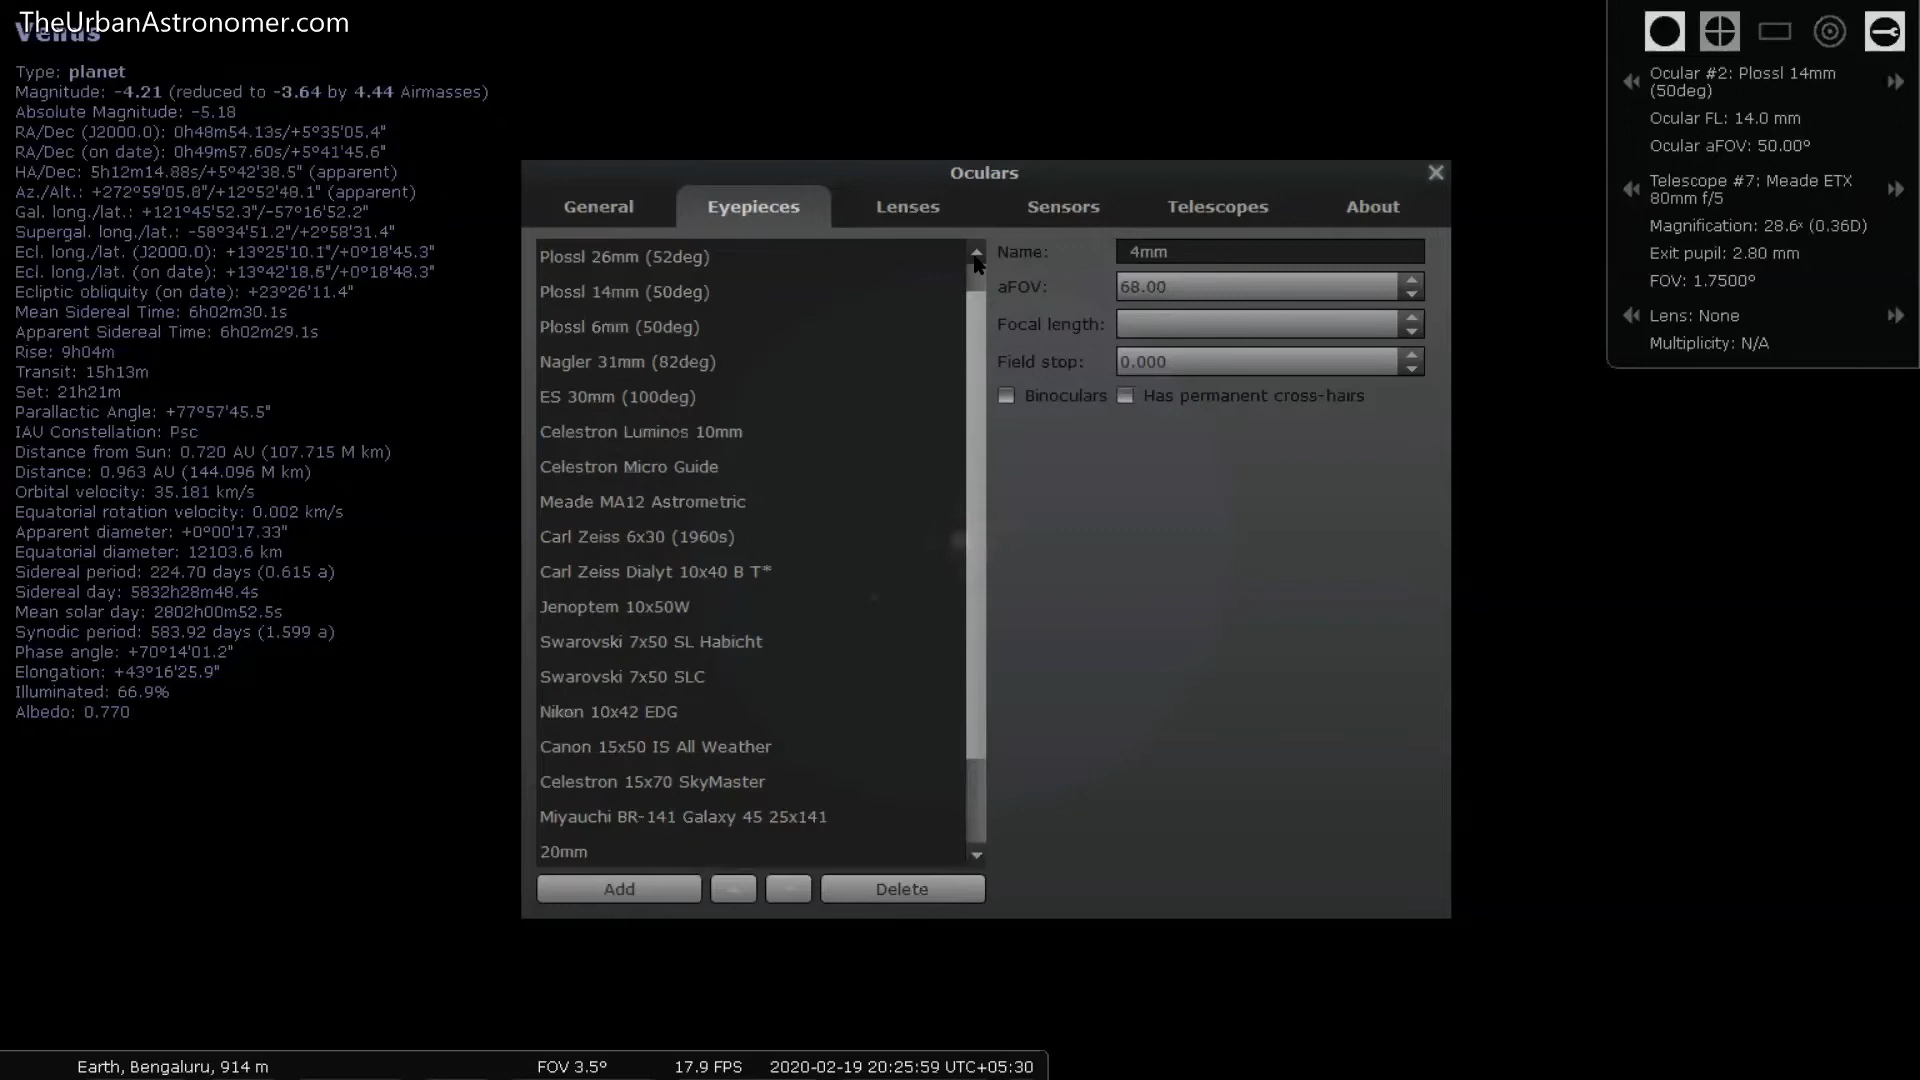 TheUrbanAstronomer.com
Venus
Type: planet
Magnitude: -4.21 (reduced to -3.64 by 4.44 Airmasses)
Absolute Magnitude: -5.18
RA/Dec (J2000.0): 0h48m54.13s/+5°35'05.4"
RA/Dec (on date): 0h49m57.60s/+5°41'45.6"
HA/Dec: 5h12m14.88s/+5°42'38.5" (apparent)
Az./Alt.: +272°59'05.8"/+12°52'48.1" (apparent)
Gal. long./lat.: +121°45'52.3"/-57°16'52.2"
Supergal. long./lat.: -58°34'51.2"/+2°58'31.4"
Ecl. long./lat. (J2000.0): +13°25'10.1"/+0°18'45.3"
Ecl. long./lat. (on date): +13°42'18.6"/+0°18'48.3"
Ecliptic obliquity (on date): +23°26'11.4"
Mean Sidereal Time: 6h02m30.1s
Apparent Sidereal Time: 6h02m29.1s
Rise: 9h04m
Transit: 15h13m
Set: 21h21m
Parallactic Angle: +77°57'45.5"
IAU Constellation: Psc
Distance from Sun: 0.720 AU (107.715 M km)
Distance: 0.963 AU (144.096 M km)
Orbital velocity: 35.181 km/s
Equatorial rotation velocity: 0.002 km/s
Apparent diameter: +0°00'17.33"
Equatorial diameter: 12103.6 km
Sidereal period: 224.70 days (0.615 a)
Sidereal day: 5832h28m48.4s
Mean solar day: 2802h00m52.5s
Synodic period: 583.92 days (1.599 a)
Phase angle: +70°14'01.2"
Elongation: +43°16'25.9"
Illuminated: 66.9%
Albedo: 0.770
Oculars
General Eyepieces Lenses Sensors Telescopes About
Plossl 26mm (52deg)
Plossl 14mm (50deg)
Plossl 6mm (50deg)
Nagler 31mm (82deg)
ES 30mm (100deg)
Celestron Luminos 10mm
Celestron Micro Guide
Meade MA12 Astrometric
Carl Zeiss 6x30 (1960s)
Carl Zeiss Dialyt 10x40 B T*
Jenoptem 10x50W
Swarovski 7x50 SL Habicht
Swarovski 7x50 SLC
Nikon 10x42 EDG
Canon 15x50 IS All Weather
Celestron 15x70 SkyMaster
Miyauchi BR-141 Galaxy 45 25x141
20mm
Add Delete
Name: 4mm
aFOV: 68.00
Focal length:
Field stop: 0.000
Binoculars Has permanent cross-hairs
Ocular #2: Plossl 14mm
(50deg)
Ocular FL: 14.0 mm
Ocular aFOV: 50.00°
Telescope #7: Meade ETX
80mm f/5
Magnification: 28.6ˣ (0.36D)
Exit pupil: 2.80 mm
FOV: 1.7500°
Lens: None
Multiplicity: N/A
Earth, Bengaluru, 914 m FOV 3.5° 17.9 FPS 2020-02-19 20:25:59 UTC+05:30